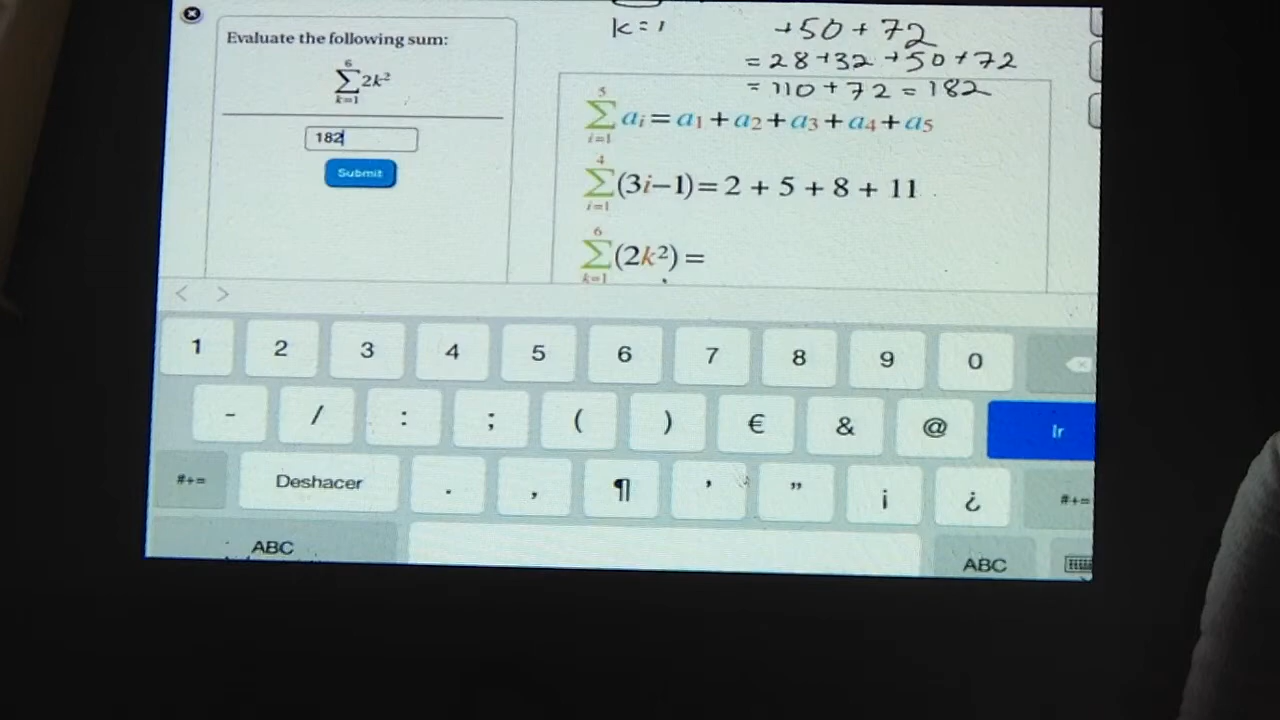 Evaluate the following sum:
6
∑ 2k²
k=1
182
Submit
k=1
+50+72
=28+32+50+72
=110+72=182
5
∑ aᵢ=a₁+a₂+a₃+a₄+a₅
i=1
4
∑(3i−1)=2+5+8+11
i=1
6
∑(2k²)=
k=1
< >
1 2 3 4 5 6 7 8 9 0
- / : ; ( ) € & @ Ir
#+= Deshacer . , ¶ ' " ¡ ¿ #+=
ABC ABC